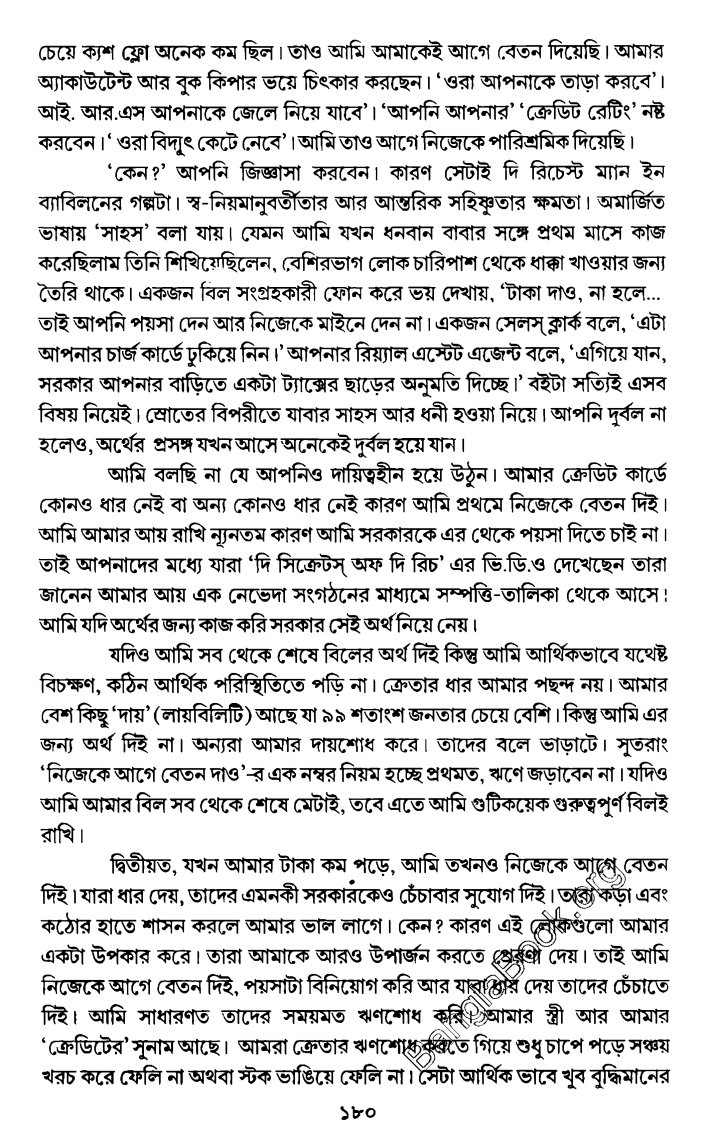 চেয়ে ক্যশ ফ্লো অনেক কম ছিল। তাও আমি আমাকেই আগে বেতন দিয়েছি। আমার
অ্যাকাউটেন্ট আর বুক কিপার ভয়ে চিৎকার করছেন। ‘ওরা আপনাকে তাড়া করবে’।
আই. আর.এস আপনাকে জেলে নিয়ে যাবে’। ‘আপনি আপনার’ ‘ক্রেডিট রেটিং’ নষ্ট
করবেন।‘ ওরা বিদ্যুৎ কেটে নেবে’। আমি তাও আগে নিজেকে পারিশ্রমিক দিয়েছি।
‘কেন?’ আপনি জিজ্ঞাসা করবেন। কারণ সেটাই দি রিচেস্ট ম্যান ইন
ব্যাবিলনের গল্পটা। স্ব-নিয়মানুবর্তীতার আর আন্তরিক সহিষ্ণুতার ক্ষমতা। অমার্জিত
ভাষায় ‘সাহস’ বলা যায়। যেমন আমি যখন ধনবান বাবার সঙ্গে প্রথম মাসে কাজ
করেছিলাম তিনি শিখিয়েছিলেন, বেশিরভাগ লোক চারিপাশ থেকে ধাক্কা খাওয়ার জন্য
তৈরি থাকে। একজন বিল সংগ্রহকারী ফোন করে ভয় দেখায়, ‘টাকা দাও, না হলে...
তাই আপনি পয়সা দেন আর নিজেকে মাইনে দেন না। একজন সেলস্ ক্লার্ক বলে, ‘এটা
আপনার চার্জ কার্ডে ঢুকিয়ে নিন।’ আপনার রিয়্যাল এস্টেট এজেন্ট বলে, ‘এগিয়ে যান,
সরকার আপনার বাড়িতে একটা ট্যাক্সের ছাড়ের অনুমতি দিচ্ছে।’ বইটা সত্যিই এসব
বিষয় নিয়েই। স্রোতের বিপরীতে যাবার সাহস আর ধনী হওয়া নিয়ে। আপনি দুর্বল না
হলেও, অর্থের প্রসঙ্গ যখন আসে অনেকেই দুর্বল হয়ে যান।
আমি বলছি না যে আপনিও দায়িত্বহীন হয়ে উঠুন। আমার ক্রেডিট কার্ডে
কোনও ধার নেই বা অন্য কোনও ধার নেই কারণ আমি প্রথমে নিজেকে বেতন দিই।
আমি আমার আয় রাখি ন্যূনতম কারণ আমি সরকারকে এর থেকে পয়সা দিতে চাই না।
তাই আপনাদের মধ্যে যারা ‘দি সিক্রেটস্ অফ দি রিচ’ এর ভি.ডি.ও দেখেছেন তারা
জানেন আমার আয় এক নেভেদা সংগঠনের মাধ্যমে সম্পত্তি-তালিকা থেকে আসে!
আমি যদি অর্থের জন্য কাজ করি সরকার সেই অর্থ নিয়ে নেয়।
যদিও আমি সব থেকে শেষে বিলের অর্থ দিই কিন্তু আমি আর্থিকভাবে যথেষ্ট
বিচক্ষণ, কঠিন আর্থিক পরিস্থিতিতে পড়ি না। ক্রেতার ধার আমার পছন্দ নয়। আমার
বেশ কিছু ‘দায়’ (লায়বিলিটি) আছে যা ৯৯ শতাংশ জনতার চেয়ে বেশি। কিন্তু আমি এর
জন্য অর্থ দিই না। অন্যরা আমার দায়শোধ করে। তাদের বলে ভাড়াটে। সুতরাং
‘নিজেকে আগে বেতন দাও’-র এক নম্বর নিয়ম হচ্ছে প্রথমত, ঋণে জড়াবেন না। যদিও
আমি আমার বিল সব থেকে শেষে মেটাই, তবে এতে আমি গুটিকয়েক গুরুত্বপূর্ণ বিলই
রাখি।
দ্বিতীয়ত, যখন আমার টাকা কম পড়ে, আমি তখনও নিজেকে আগে বেতন
দিই। যারা ধার দেয়, তাদের এমনকী সরকারকেও চেঁচাবার সুযোগ দিই। তারা কড়া এবং
কঠোর হাতে শাসন করলে আমার ভাল লাগে। কেন? কারণ এই লোকগুলো আমার
একটা উপকার করে। তারা আমাকে আরও উপার্জন করতে প্রেরণা দেয়। তাই আমি
নিজেকে আগে বেতন দিই, পয়সাটা বিনিয়োগ করি আর যারা ধার দেয় তাদের চেঁচাতে
দিই। আমি সাধারণত তাদের সময়মত ঋণশোধ করি। আমার স্ত্রী আর আমার
‘ক্রেডিটের’ সুনাম আছে। আমরা ক্রেতার ঋণশোধ করতে গিয়ে শুধু চাপে পড়ে সঞ্চয়
খরচ করে ফেলি না অথবা স্টক ভাঙিয়ে ফেলি না। সেটা আর্থিক ভাবে খুব বুদ্ধিমানের
BanglaBook.org
১৮০